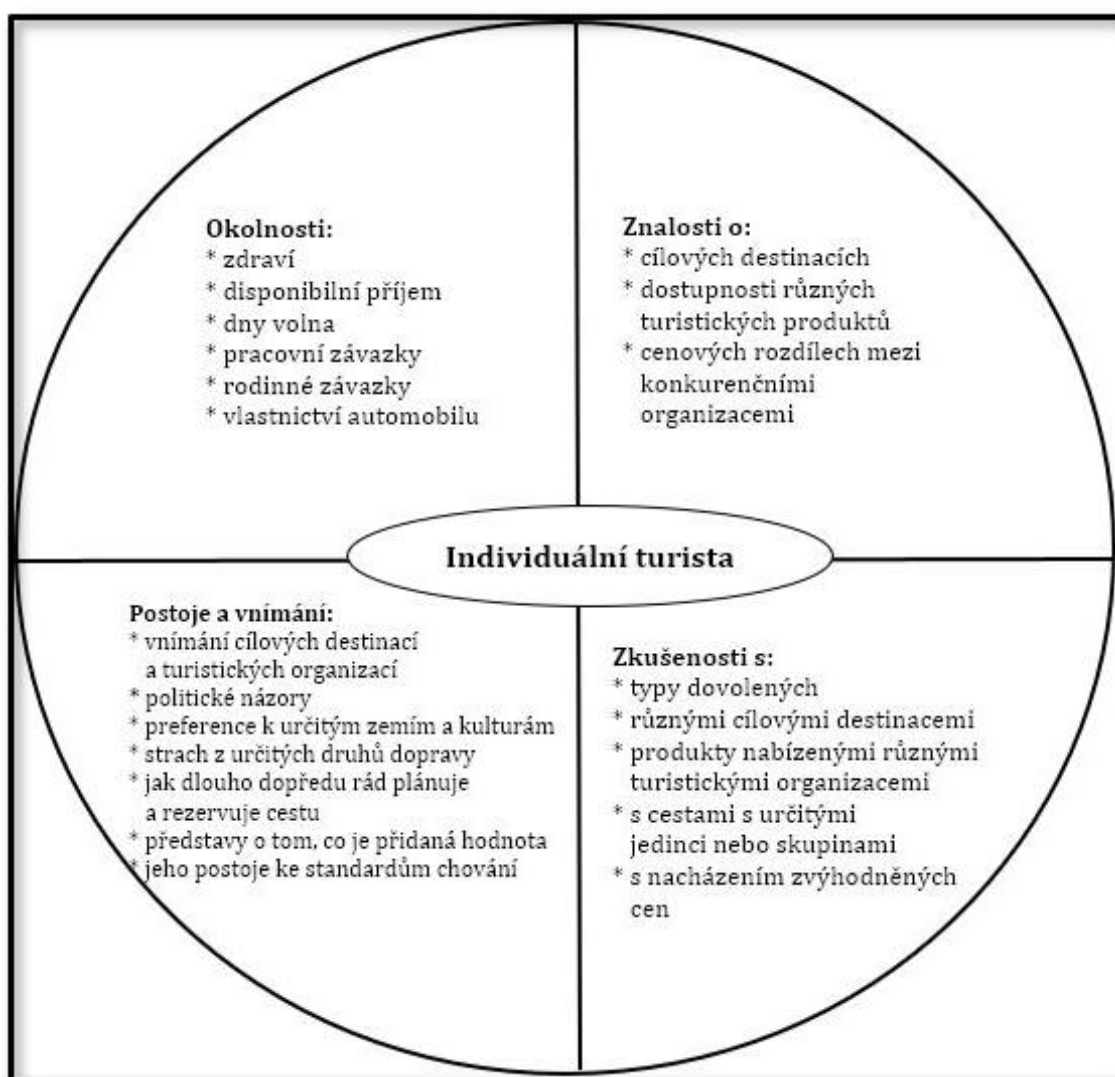 Okolnosti:
* zdraví
* disponibilní příjem
* dny volna
* pracovní závazky
* rodinné závazky
* vlastnictví automobilu
Znalosti o:
* cílových destinacích
* dostupnosti různých
turistických produktů
* cenových rozdílech mezi
konkurenčními
organizacemi
Individuální turista
Postoje a vnímání:
* vnímání cílových destinací
a turistických organizací
* politické názory
* preference k určitým zemím a kulturám
* strach z určitých druhů dopravy
* jak dlouho dopředu rád plánuje
a rezervuje cestu
* představy o tom, co je přidaná hodnota
* jeho postoje ke standardům chování
Zkušenosti s:
* typy dovolených
* různými cílovými destinacemi
* produkty nabízenými různými
turistickými organizacemi
* s cestami s určitými
jedinci nebo skupinami
* s nacházením zvýhodněných
cen